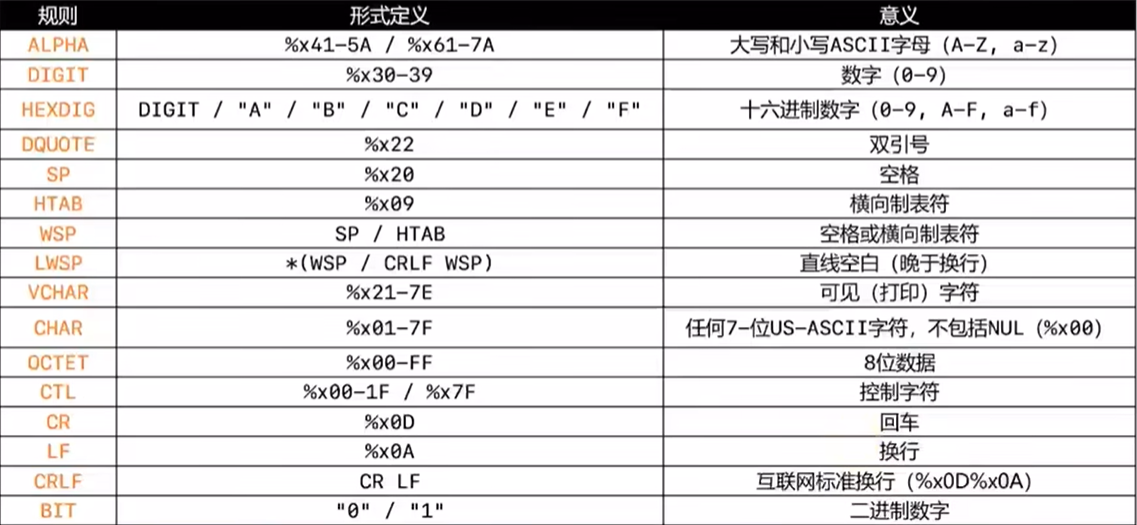 规则 形式定义 意义
ALPHA %x41-5A / %x61-7A 大写和小写ASCII字母（A-Z, a-z）
DIGIT %x30-39 数字（0-9）
HEXDIG DIGIT / "A" / "B" / "C" / "D" / "E" / "F" 十六进制数字（0-9, A-F, a-f）
DQUOTE %x22 双引号
SP %x20 空格
HTAB %x09 横向制表符
WSP SP / HTAB 空格或横向制表符
LWSP *(WSP / CRLF WSP) 直线空白（晚于换行）
VCHAR %x21-7E 可见（打印）字符
CHAR %x01-7F 任何7-位US-ASCII字符，不包括NUL（%x00）
OCTET %x00-FF 8位数据
CTL %x00-1F / %x7F 控制字符
CR %x0D 回车
LF %x0A 换行
CRLF CR LF 互联网标准换行（%x0D%x0A）
BIT "0" / "1" 二进制数字